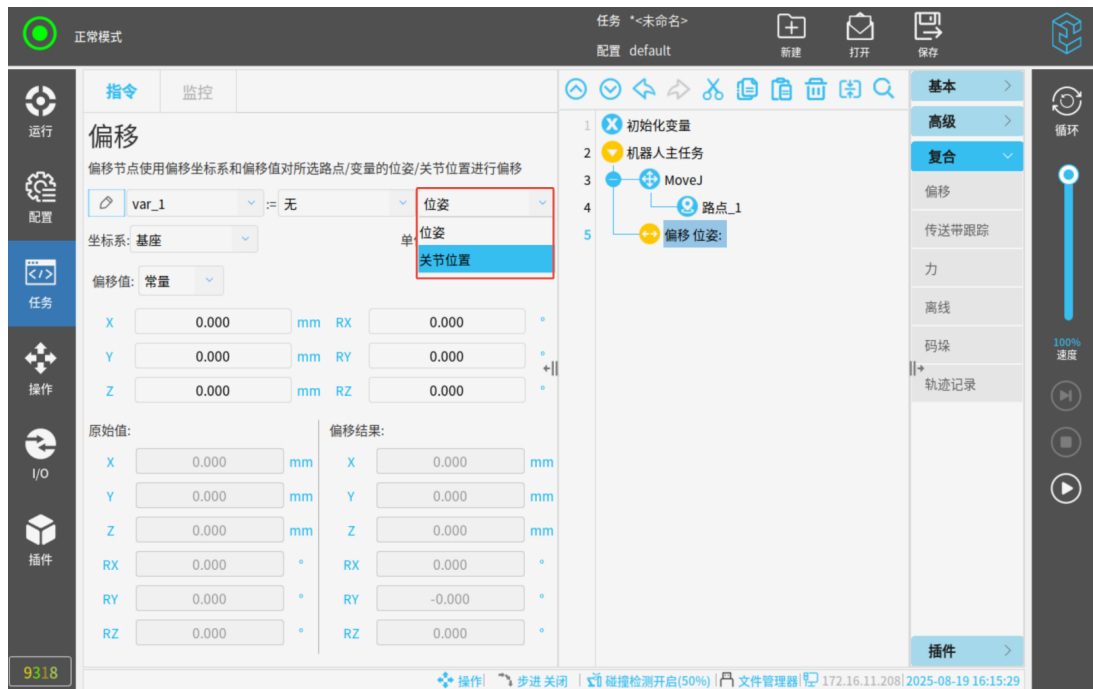 正常模式
任务 *<未命名>
配置 default
新建
打开
保存
运行
配置
任务
操作
I/O
插件
9318
指令
监控
偏移
偏移节点使用偏移坐标系和偏移值对所选路点/变量的位姿/关节位置进行偏移
var_1 := 无 位姿
位姿
关节位置
坐标系: 基座
偏移值: 常量
X 0.000 mm RX 0.000 °
Y 0.000 mm RY 0.000 °
Z 0.000 mm RZ 0.000 °
原始值: 偏移结果:
X 0.000 mm X 0.000 mm
Y 0.000 mm Y 0.000 mm
Z 0.000 mm Z 0.000 mm
RX 0.000 ° RX 0.000 °
RY 0.000 ° RY -0.000 °
RZ 0.000 ° RZ 0.000 °
1 初始化变量
2 机器人主任务
3 MoveJ
4 路点_1
5 偏移 位姿:
基本
高级
复合
偏移
传送带跟踪
力
离线
码垛
轨迹记录
插件
循环
100%
速度
操作 步进 关闭 碰撞检测开启(50%) 文件管理器 172.16.11.208 2025-08-19 16:15:29